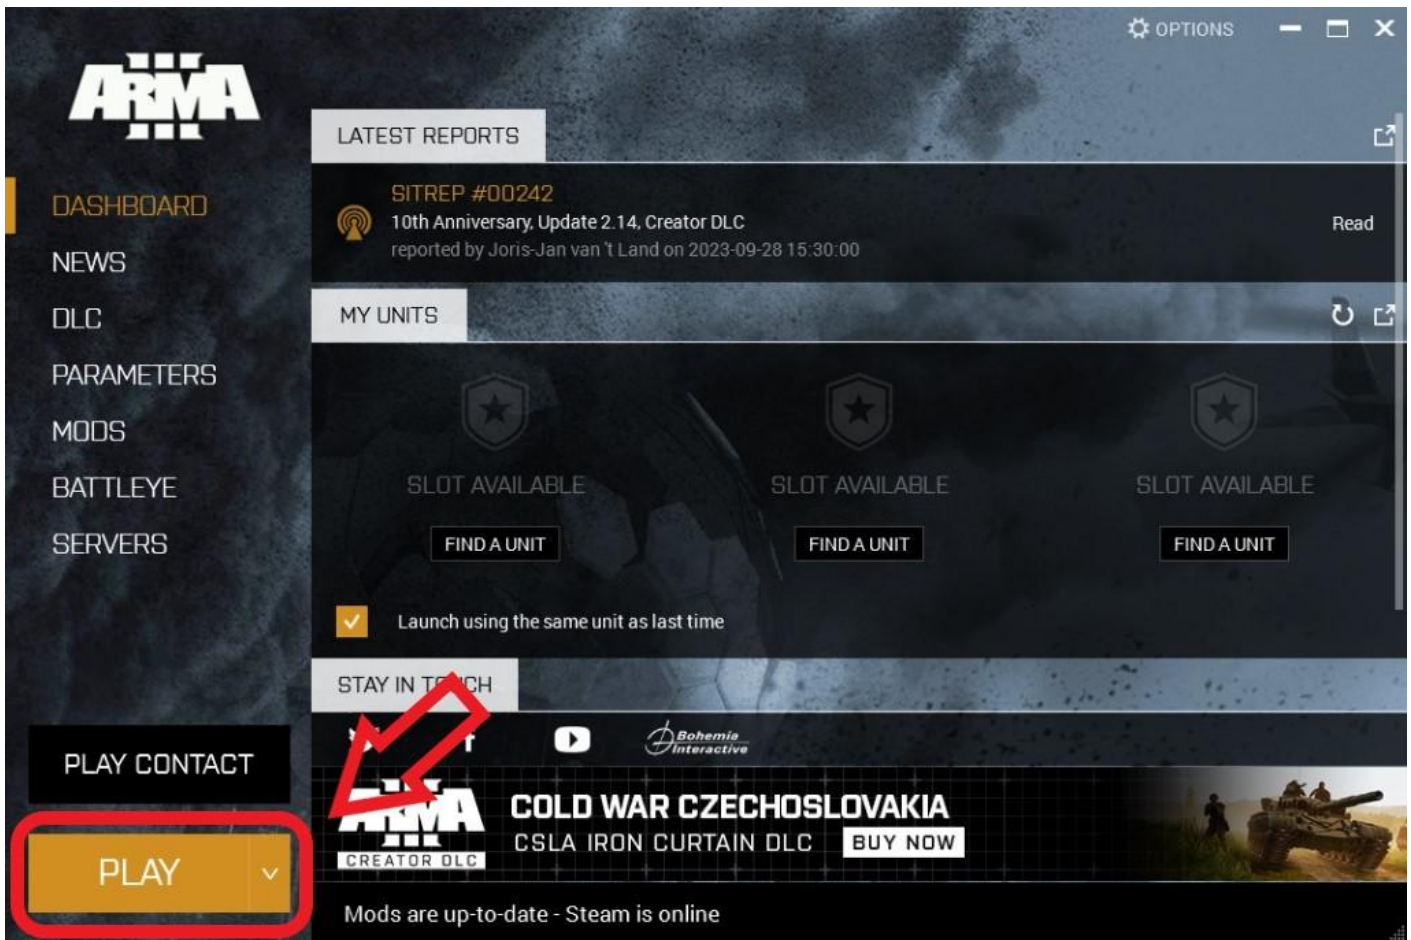 ARMA III
OPTIONS
DASHBOARD
NEWS
DLC
PARAMETERS
MODS
BATTLEYE
SERVERS
PLAY CONTACT
PLAY
LATEST REPORTS
SITREP #00242
10th Anniversary, Update 2.14, Creator DLC
reported by Joris-Jan van 't Land on 2023-09-28 15:30:00
Read
MY UNITS
SLOT AVAILABLE SLOT AVAILABLE SLOT AVAILABLE
FIND A UNIT FIND A UNIT FIND A UNIT
Launch using the same unit as last time
STAY IN TOUCH
Bohemia
Interactive
ARMA III
CREATOR DLC
COLD WAR CZECHOSLOVAKIA
CSLA IRON CURTAIN DLC BUY NOW
Mods are up-to-date - Steam is online